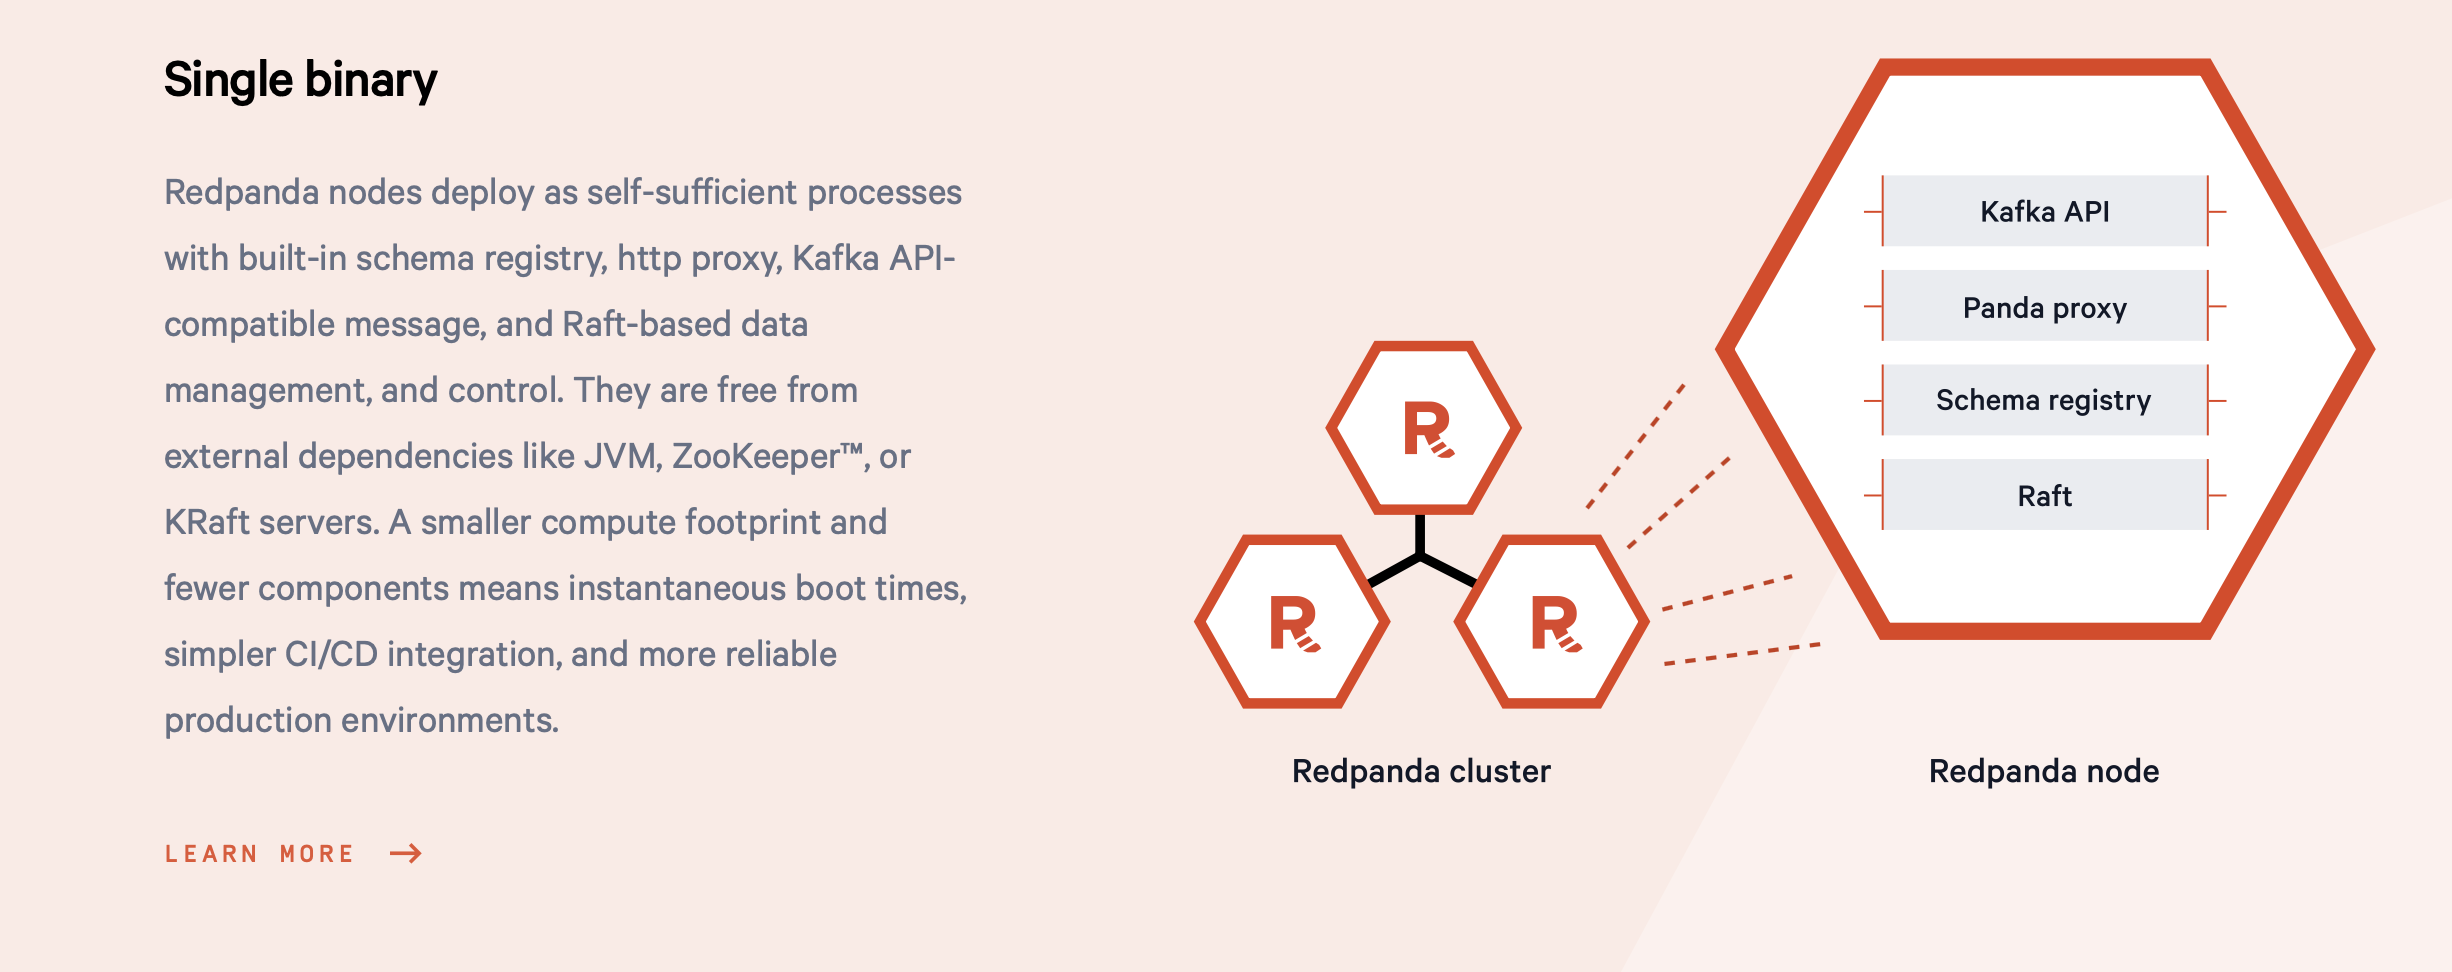 Single binary
Redpanda nodes deploy as self-sufficient processes
with built-in schema registry, http proxy, Kafka API-
compatible message, and Raft-based data
management, and control. They are free from
external dependencies like JVM, ZooKeeper™, or
KRaft servers. A smaller compute footprint and
fewer components means instantaneous boot times,
simpler CI/CD integration, and more reliable
production environments.
LEARN MORE →
R
R
R
Redpanda cluster
Kafka API
Panda proxy
Schema registry
Raft
Redpanda node